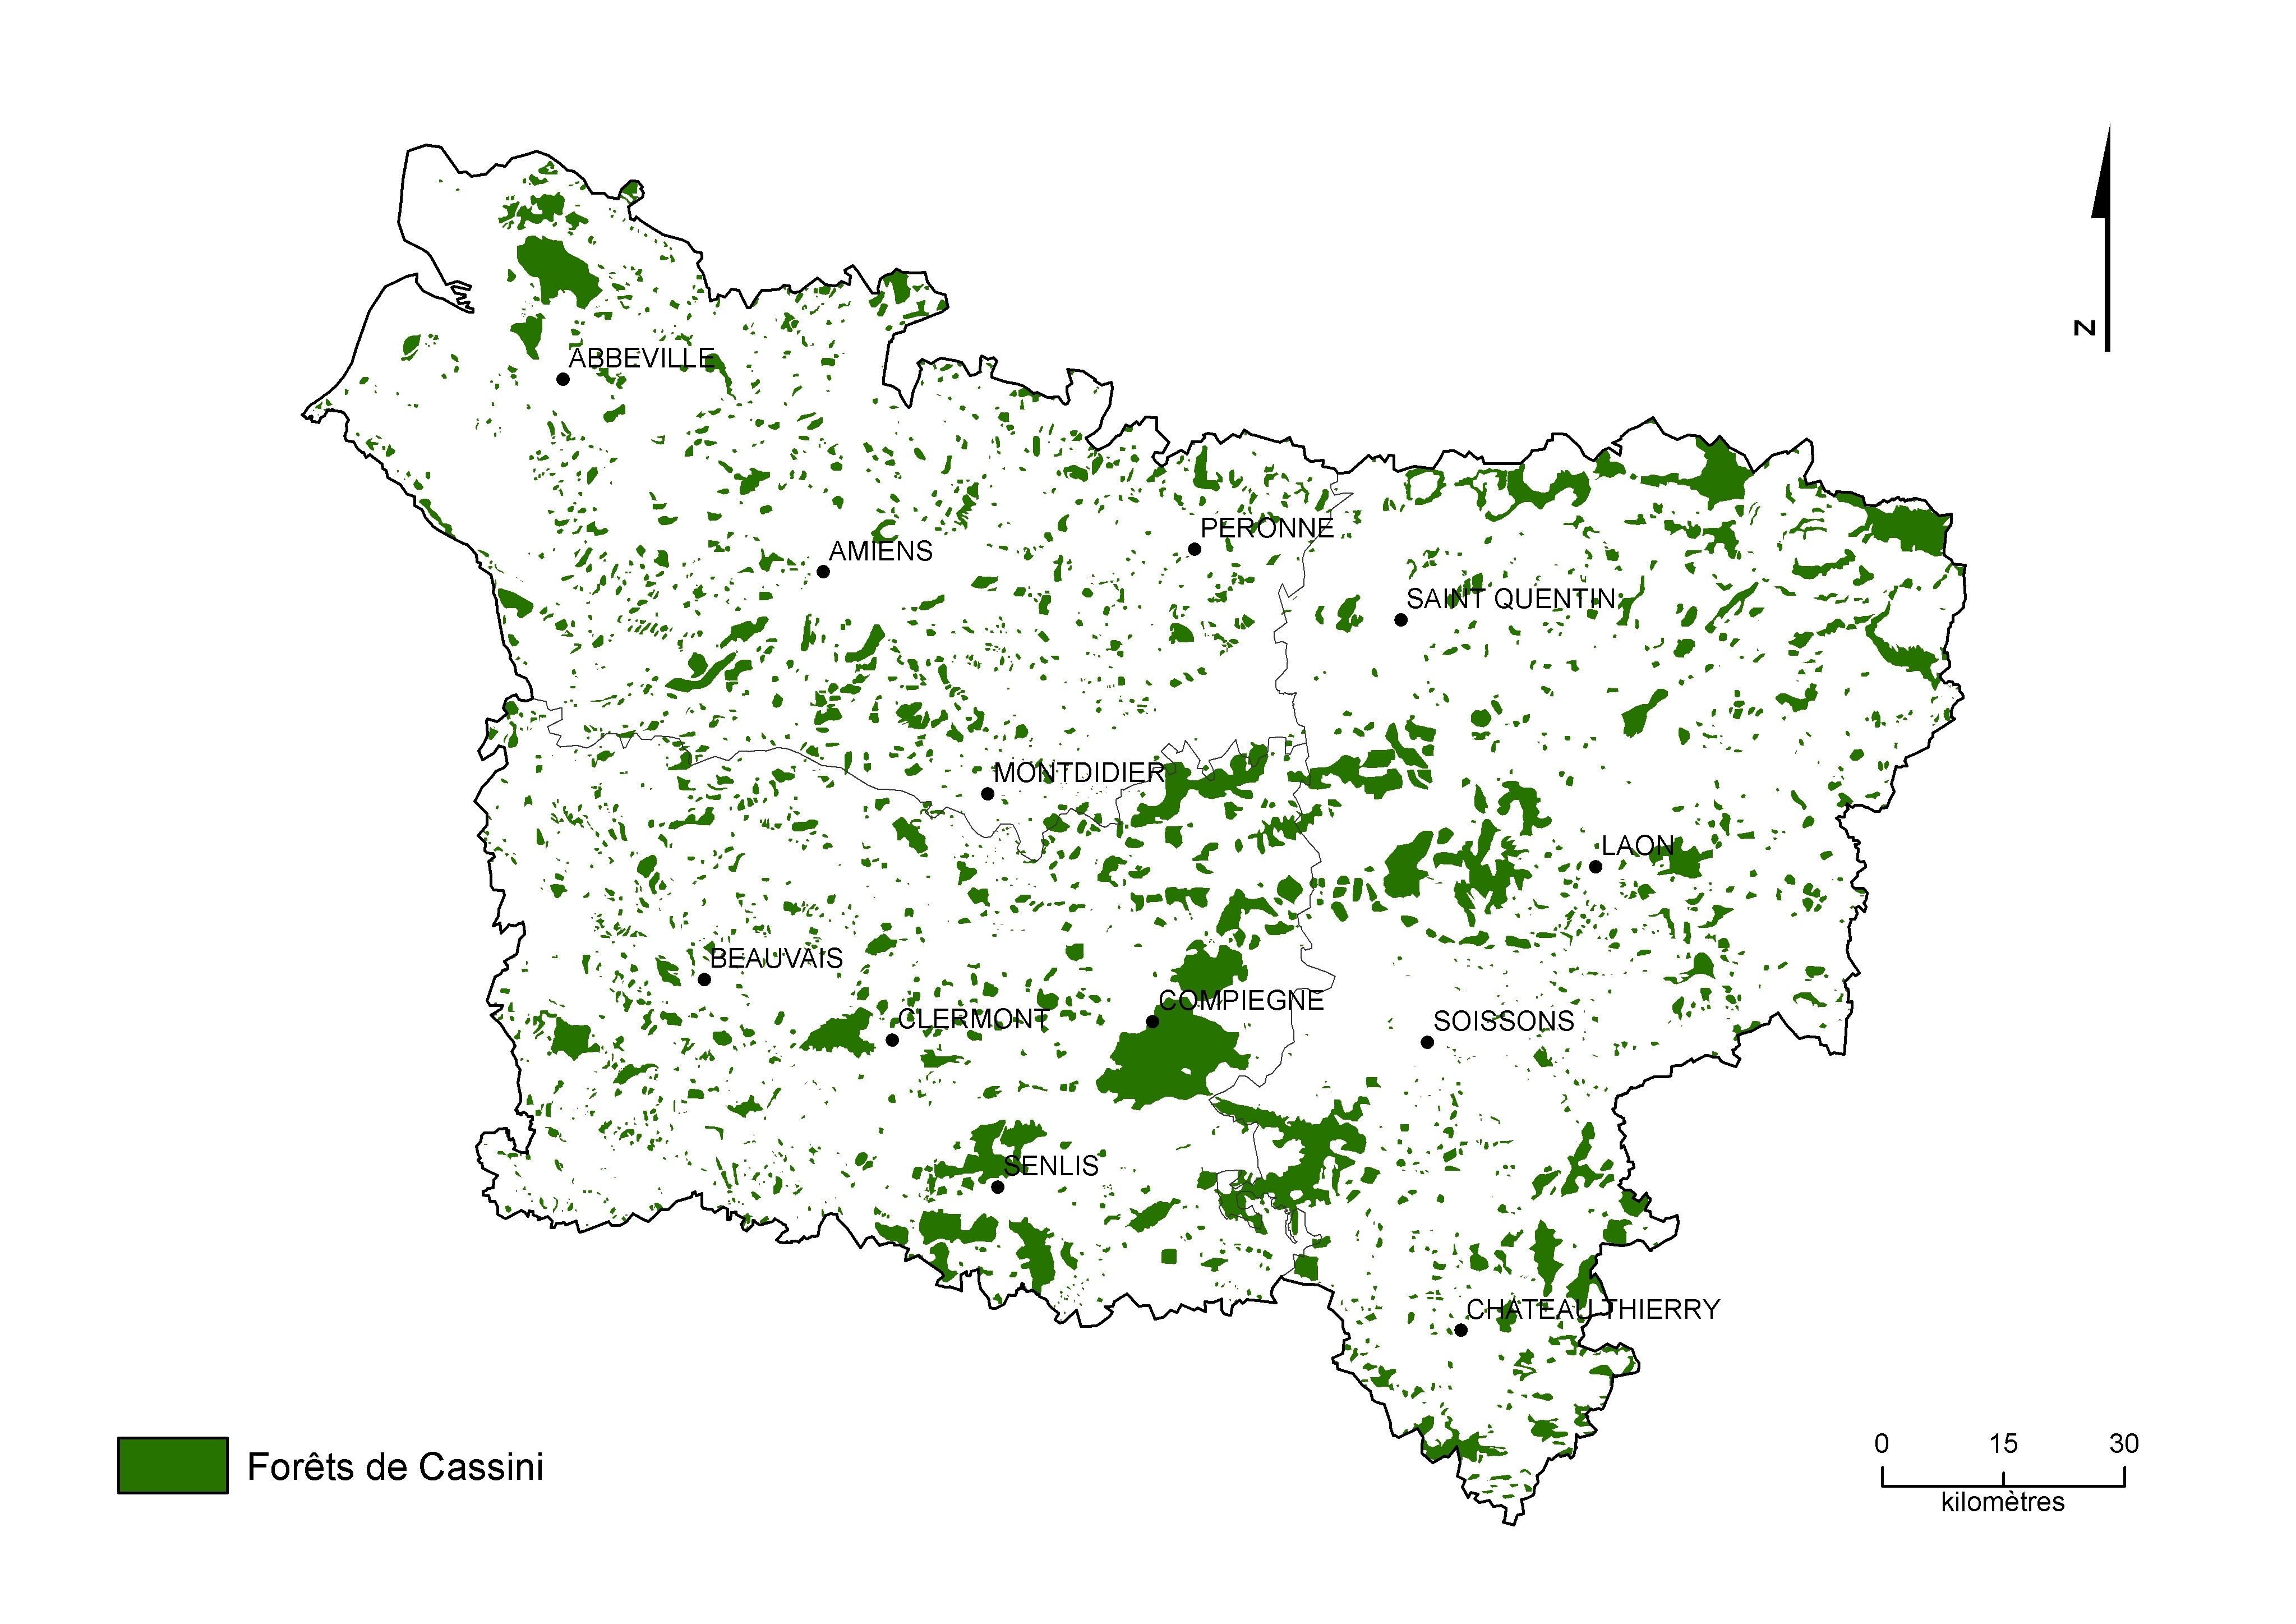 N
ABBEVILLE
PERONNE
AMIENS
SAINT QUENTIN
MONTDIDIER
LAON
BEAUVAIS
COMPIEGNE
CLERMONT
SOISSONS
SENLIS
CHATEAU THIERRY
Forêts de Cassini
0 15 30
kilomètres